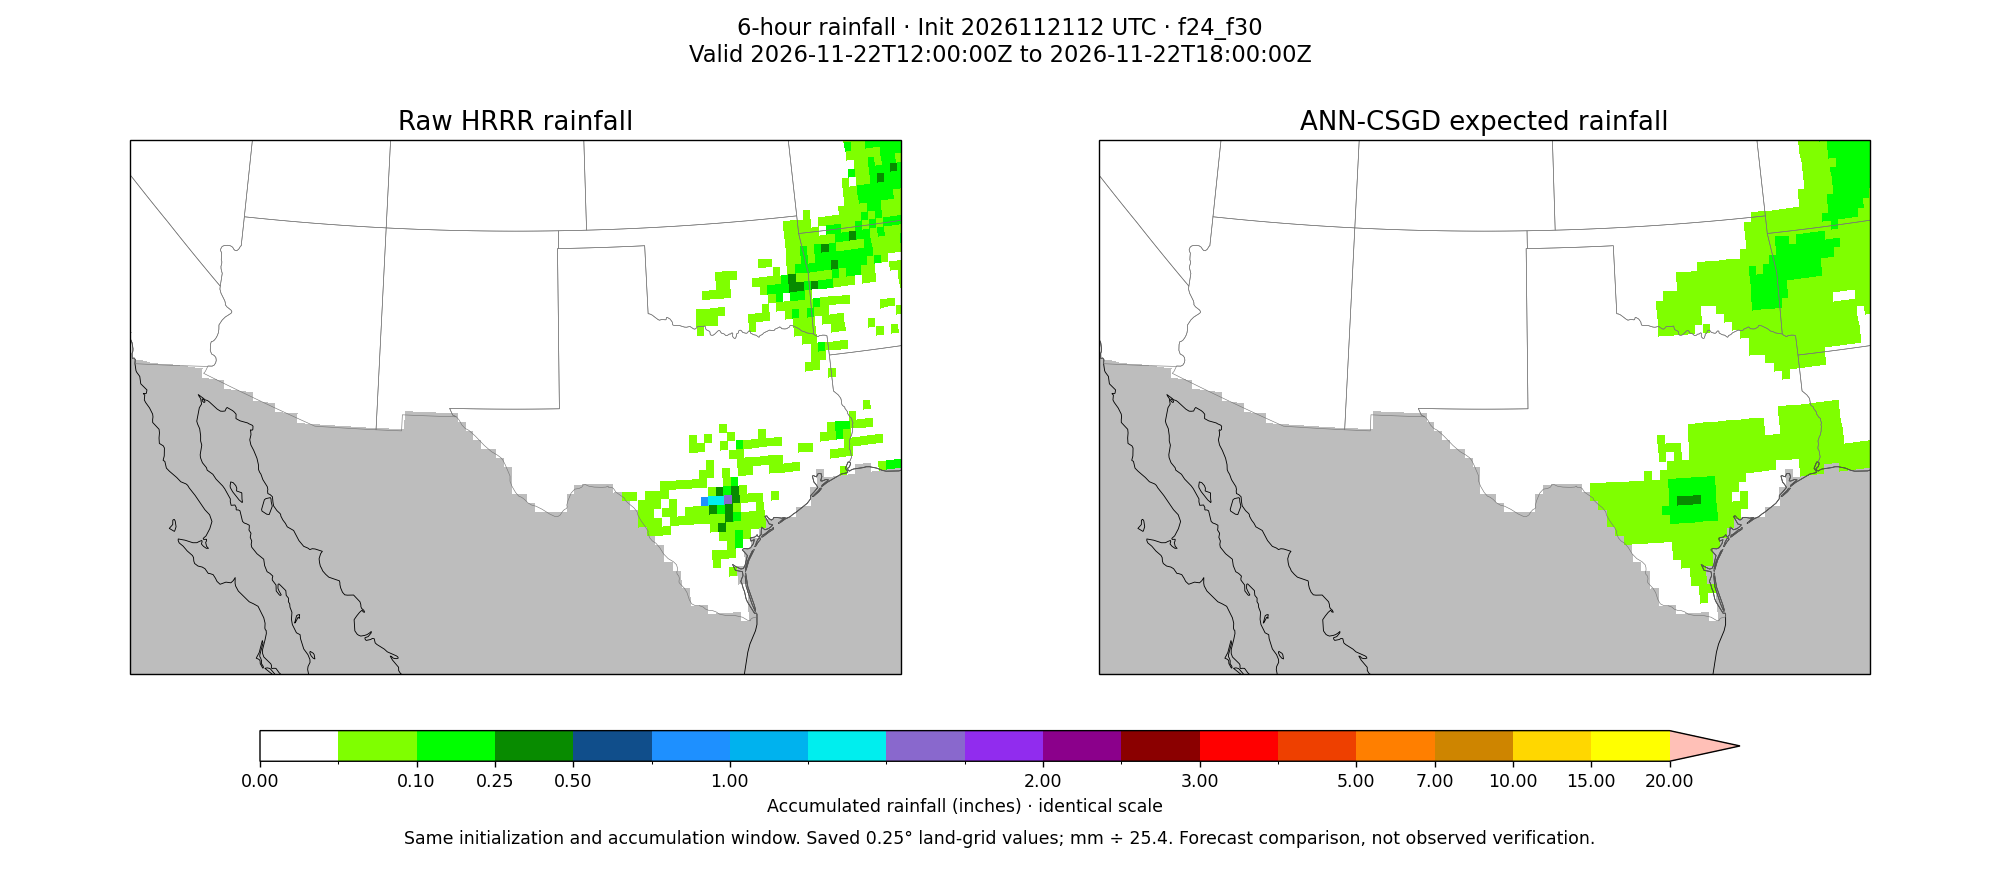 6-hour rainfall · Init 2026112112 UTC · f24_f30
Valid 2026-11-22T12:00:00Z to 2026-11-22T18:00:00Z
Raw HRRR rainfall
ANN-CSGD expected rainfall
0.00 0.10 0.25 0.50 1.00 2.00 3.00 5.00 7.00 10.00 15.00 20.00
Accumulated rainfall (inches) · identical scale
Same initialization and accumulation window. Saved 0.25° land-grid values; mm ÷ 25.4. Forecast comparison, not observed verification.